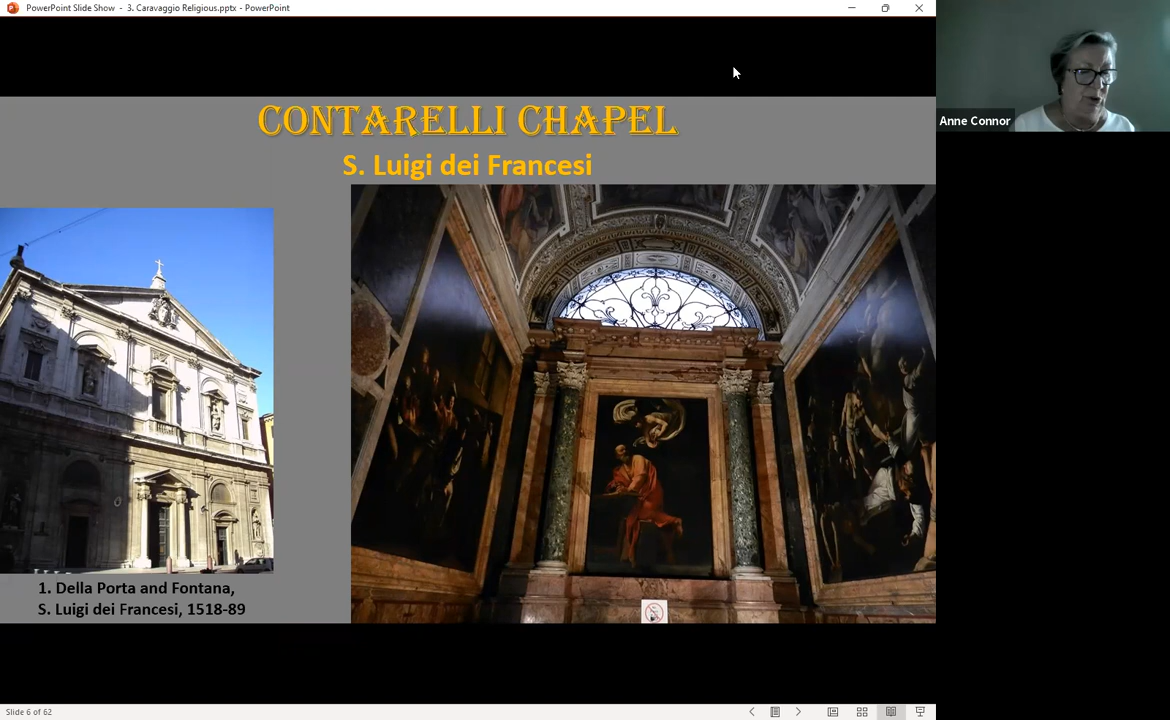 PowerPoint Slide Show - 3. Caravaggio Religious.pptx - PowerPoint
CONTARELLI CHAPEL
S. Luigi dei Francesi
Anne Connor
1. Della Porta and Fontana,
S. Luigi dei Francesi, 1518-89
Slide 6 of 62